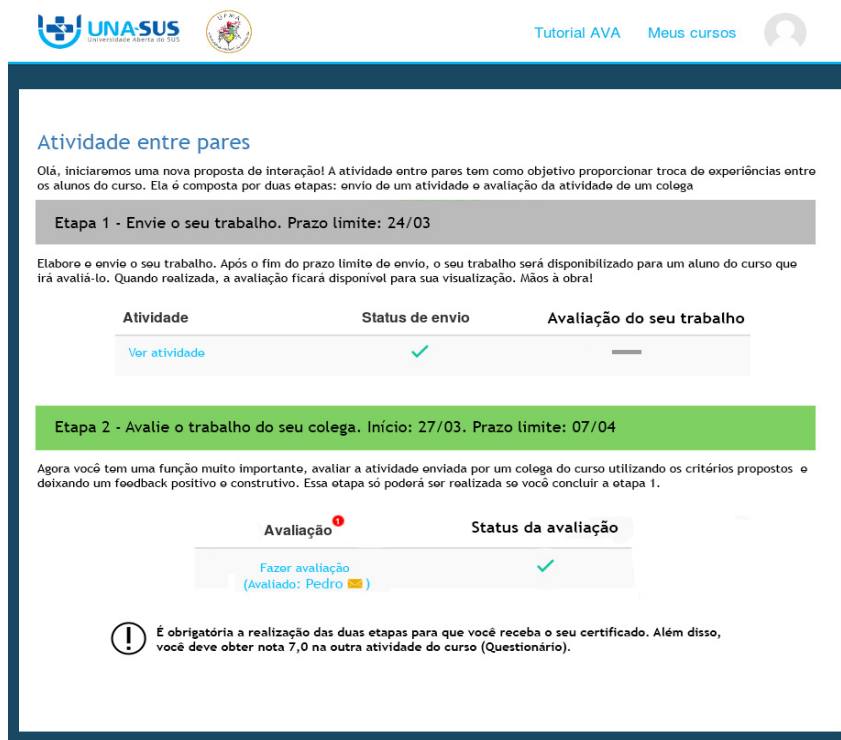 UNA-SUS
Universidade Aberta do SUS
UFMA
Tutorial AVA
Meus cursos
Atividade entre pares
Olá, iniciaremos uma nova proposta de interação! A atividade entre pares tem como objetivo proporcionar troca de experiências entre
os alunos do curso. Ela é composta por duas etapas: envio de um atividade e avaliação da atividade de um colega
Etapa 1 - Envie o seu trabalho. Prazo limite: 24/03
Elabore e envie o seu trabalho. Após o fim do prazo limite de envio, o seu trabalho será disponibilizado para um aluno do curso que
irá avaliá-lo. Quando realizada, a avaliação ficará disponível para sua visualização. Mãos à obra!
Atividade Status de envio Avaliação do seu trabalho
Ver atividade
Etapa 2 - Avalie o trabalho do seu colega. Início: 27/03. Prazo limite: 07/04
Agora você tem uma função muito importante, avaliar a atividade enviada por um colega do curso utilizando os critérios propostos e
deixando um feedback positivo e construtivo. Essa etapa só poderá ser realizada se você concluir a etapa 1.
Avaliação 1 Status da avaliação
Fazer avaliação
(Avaliado: Pedro )
! É obrigatória a realização das duas etapas para que você receba o seu certificado. Além disso,
você deve obter nota 7,0 na outra atividade do curso (Questionário).